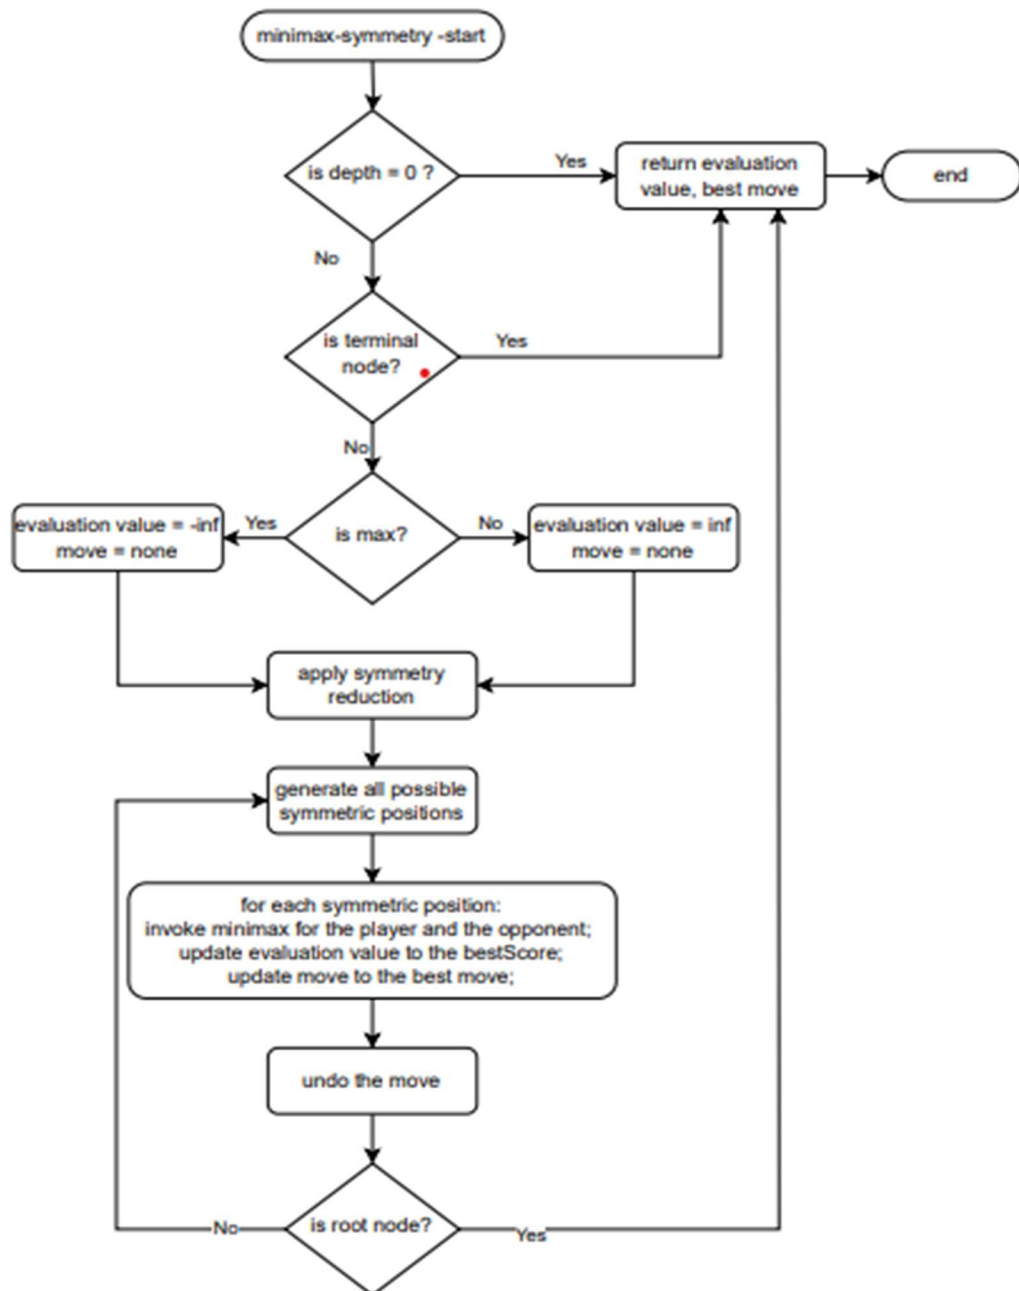 minimax-symmetry -start
is depth = 0 ?
Yes
return evaluation
value, best move
end
No
is terminal
node?
Yes
No
evaluation value = -inf
move = none
Yes
is max?
No
evaluation value = inf
move = none
apply symmetry
reduction
generate all possible
symmetric positions
for each symmetric position:
invoke minimax for the player and the opponent;
update evaluation value to the bestScore;
update move to the best move;
undo the move
No
is root node?
Yes